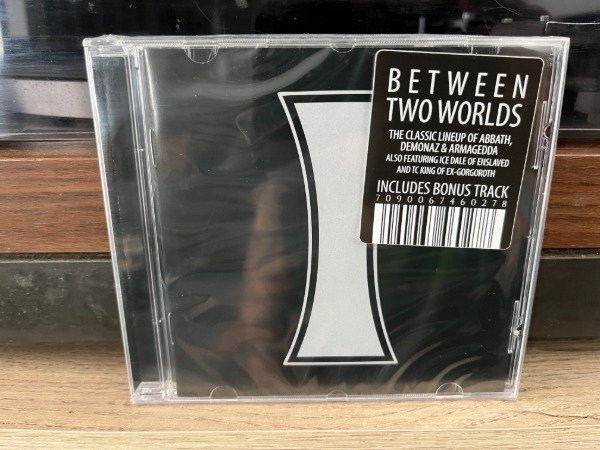 I
BETWEEN
TWO WORLDS
THE CLASSIC LINEUP OF ABBATH,
DEMONAZ & ARMAGEDDA
ALSO FEATURING ICE DALE OF ENSLAVED
AND TC KING OF EX-GORGOROTH
INCLUDES BONUS TRACK
7090067460278